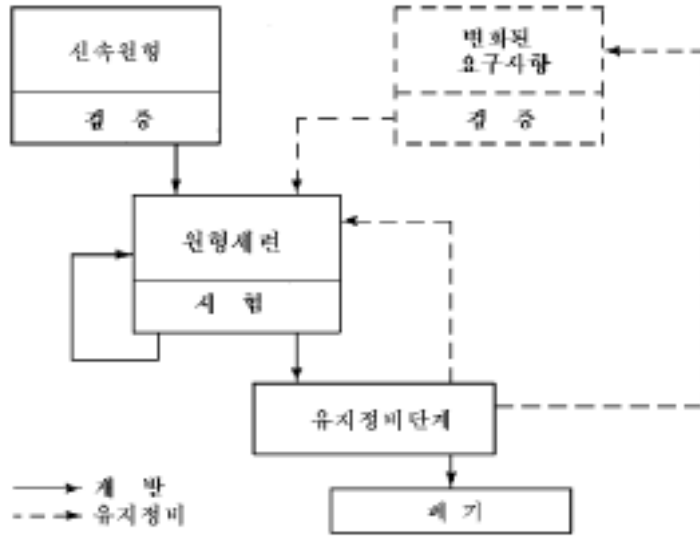 신속원형
검 증
변화된
요구사항
검 증
원형세련
시 험
유지정비단계
폐 기
개 발
유지정비